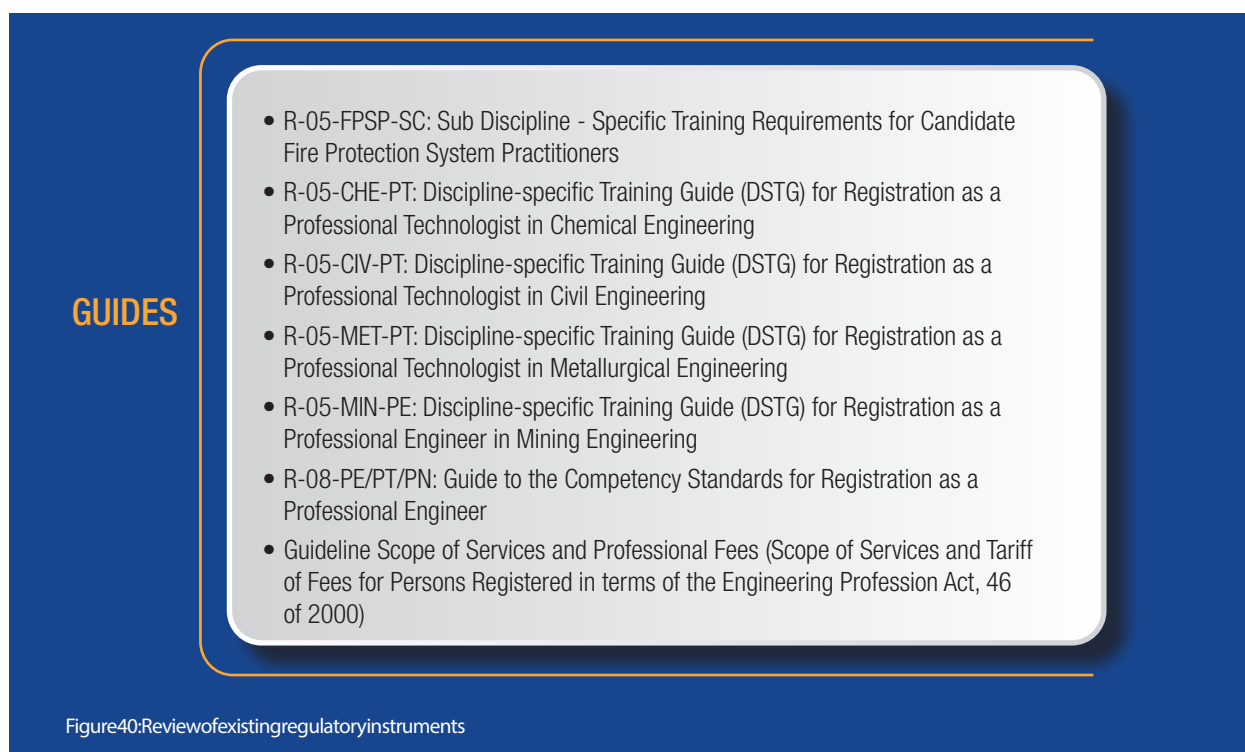 GUIDES
• R-05-FPSP-SC: Sub Discipline - Specific Training Requirements for Candidate
Fire Protection System Practitioners
• R-05-CHE-PT: Discipline-specific Training Guide (DSTG) for Registration as a
Professional Technologist in Chemical Engineering
• R-05-CIV-PT: Discipline-specific Training Guide (DSTG) for Registration as a
Professional Technologist in Civil Engineering
• R-05-MET-PT: Discipline-specific Training Guide (DSTG) for Registration as a
Professional Technologist in Metallurgical Engineering
• R-05-MIN-PE: Discipline-specific Training Guide (DSTG) for Registration as a
Professional Engineer in Mining Engineering
• R-08-PE/PT/PN: Guide to the Competency Standards for Registration as a
Professional Engineer
• Guideline Scope of Services and Professional Fees (Scope of Services and Tariff
of Fees for Persons Registered in terms of the Engineering Profession Act, 46
of 2000)
Figure40:Reviewofexistingregulatoryinstruments